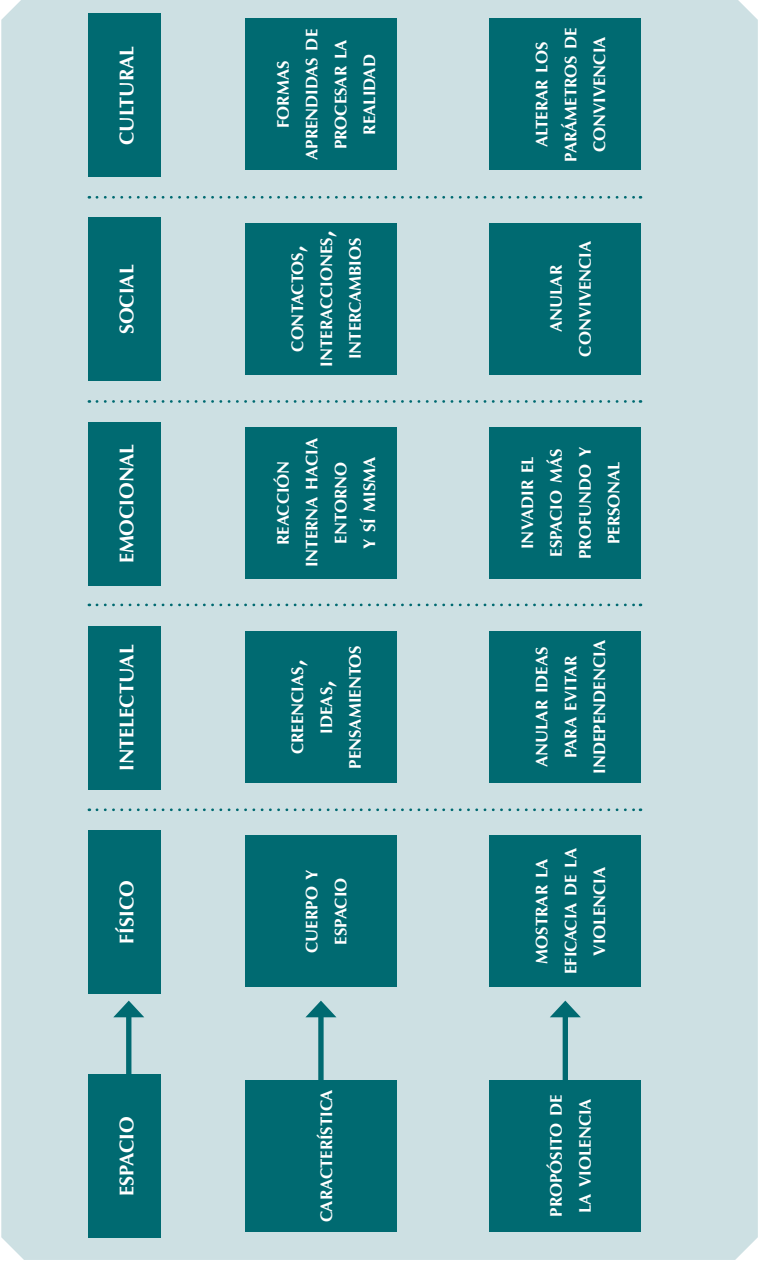 ESPACIO
FÍSICO
INTELECTUAL
EMOCIONAL
SOCIAL
CULTURAL
CARACTERÍSTICA
CUERPO Y
ESPACIO
CREENCIAS,
IDEAS,
PENSAMIENTOS
REACCIÓN
INTERNA HACIA
ENTORNO
Y SÍ MISMA
CONTACTOS,
INTERACCIONES,
INTERCAMBIOS
FORMAS
APRENDIDAS DE
PROCESAR LA
REALIDAD
PROPÓSITO DE
LA VIOLENCIA
MOSTRAR LA
EFICACIA DE LA
VIOLENCIA
ANULAR IDEAS
PARA EVITAR
INDEPENDENCIA
INVADIR EL
ESPACIO MÁS
PROFUNDO Y
PERSONAL
ANULAR
CONVIVENCIA
ALTERAR LOS
PARÁMETROS DE
CONVIVENCIA